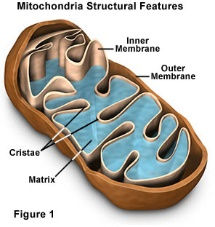 Mitochondria Structural Features
Inner
Membrane
Outer
Membrane
Cristae
Matrix
Figure 1